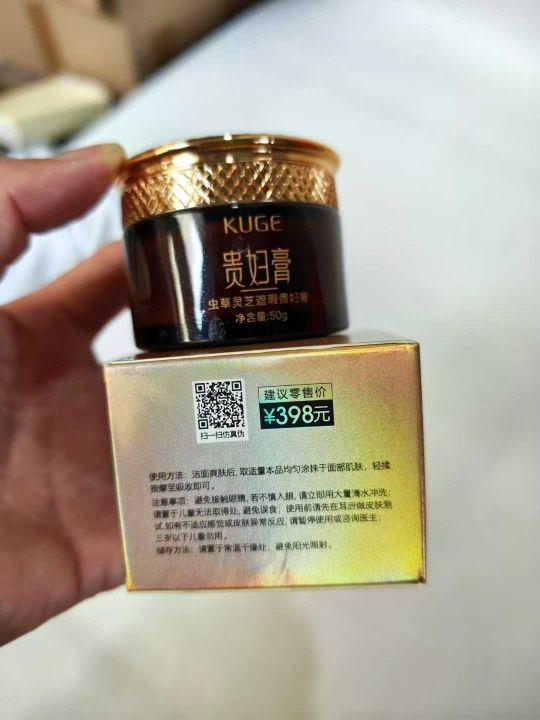 KUGE
贵妇膏
虫草灵芝遮瑕贵妇膏
净含量:50g
建议零售价
¥398元
扫一扫仿真伪
使用方法：洁面爽肤后,取适量本品均匀涂抹于面部肌肤，轻揉
按摩至吸收即可。
注意事项：避免接触眼睛,若不慎入眼,请立即用大量清水冲洗;
请置于儿童无法取得处,避免误食；使用前请先在耳后做皮肤测
试,如有不适应感觉或皮肤异常反应,请暂停使用或咨询医生；
三岁以下儿童勿用。
储存方法：请置于常温干燥处，避免阳光照射。